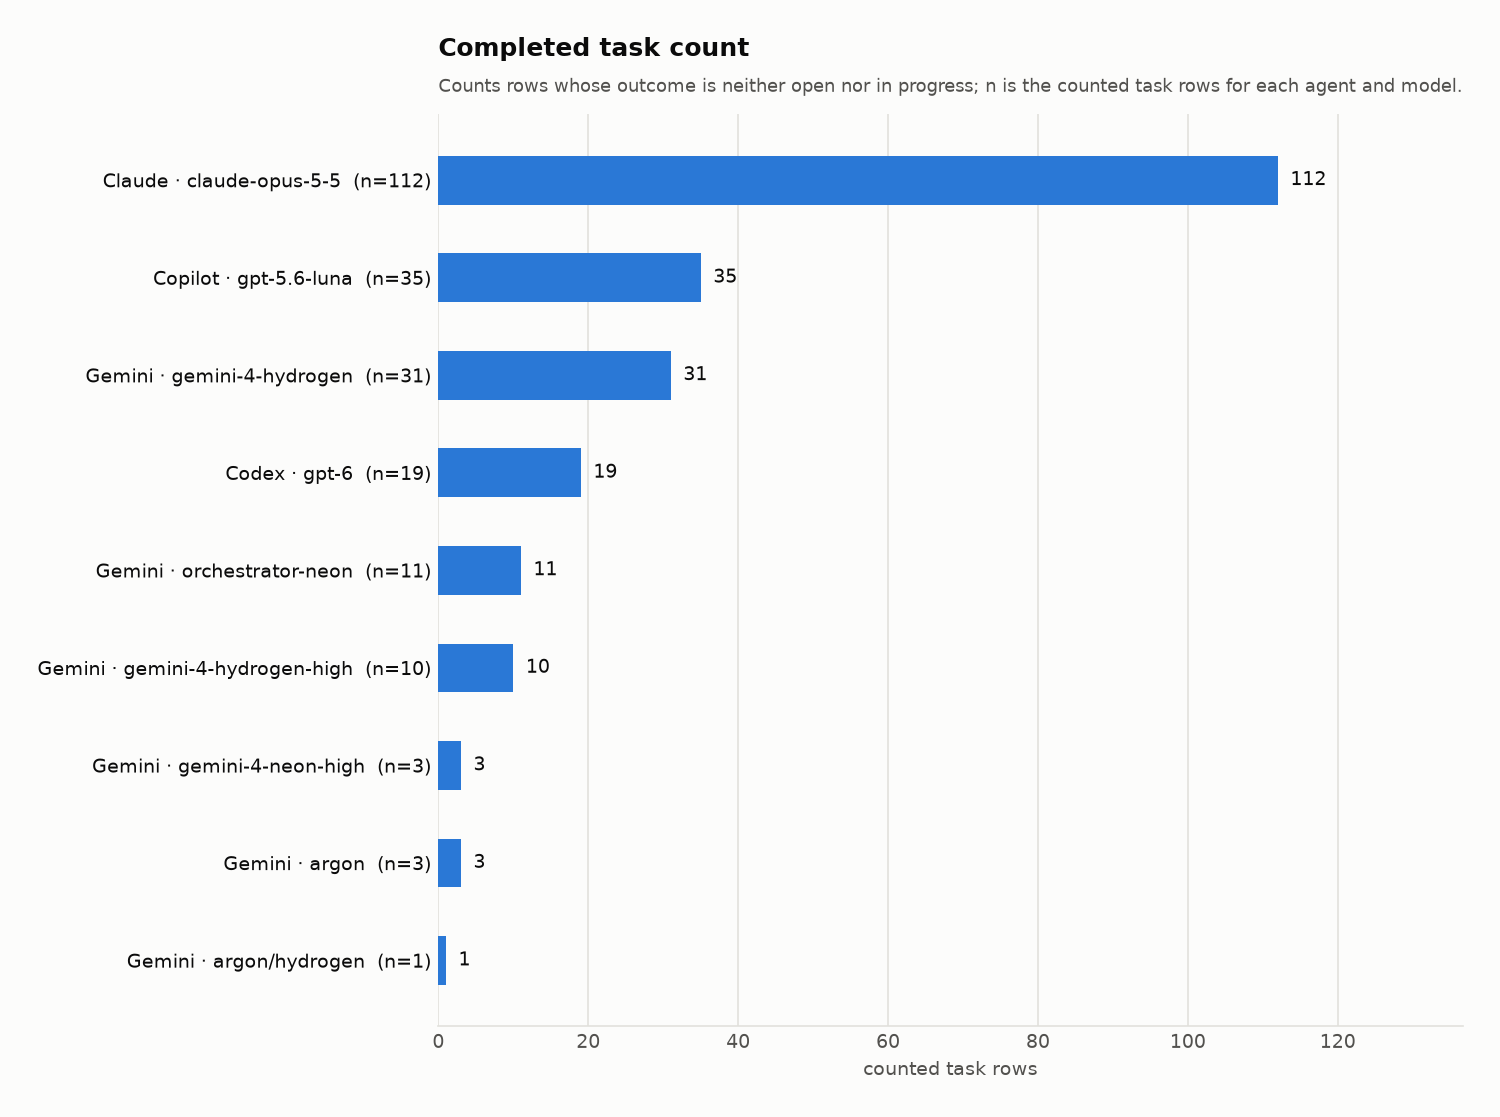 Completed task count
Counts rows whose outcome is neither open nor in progress; n is the counted task rows for each agent and model.
Claude · claude-opus-5-5  (n=112) 112
Copilot · gpt-5.6-luna  (n=35) 35
Gemini · gemini-4-hydrogen  (n=31) 31
Codex · gpt-6  (n=19) 19
Gemini · orchestrator-neon  (n=11) 11
Gemini · gemini-4-hydrogen-high  (n=10) 10
Gemini · gemini-4-neon-high  (n=3) 3
Gemini · argon  (n=3) 3
Gemini · argon/hydrogen  (n=1) 1
0 20 40 60 80 100 120
counted task rows